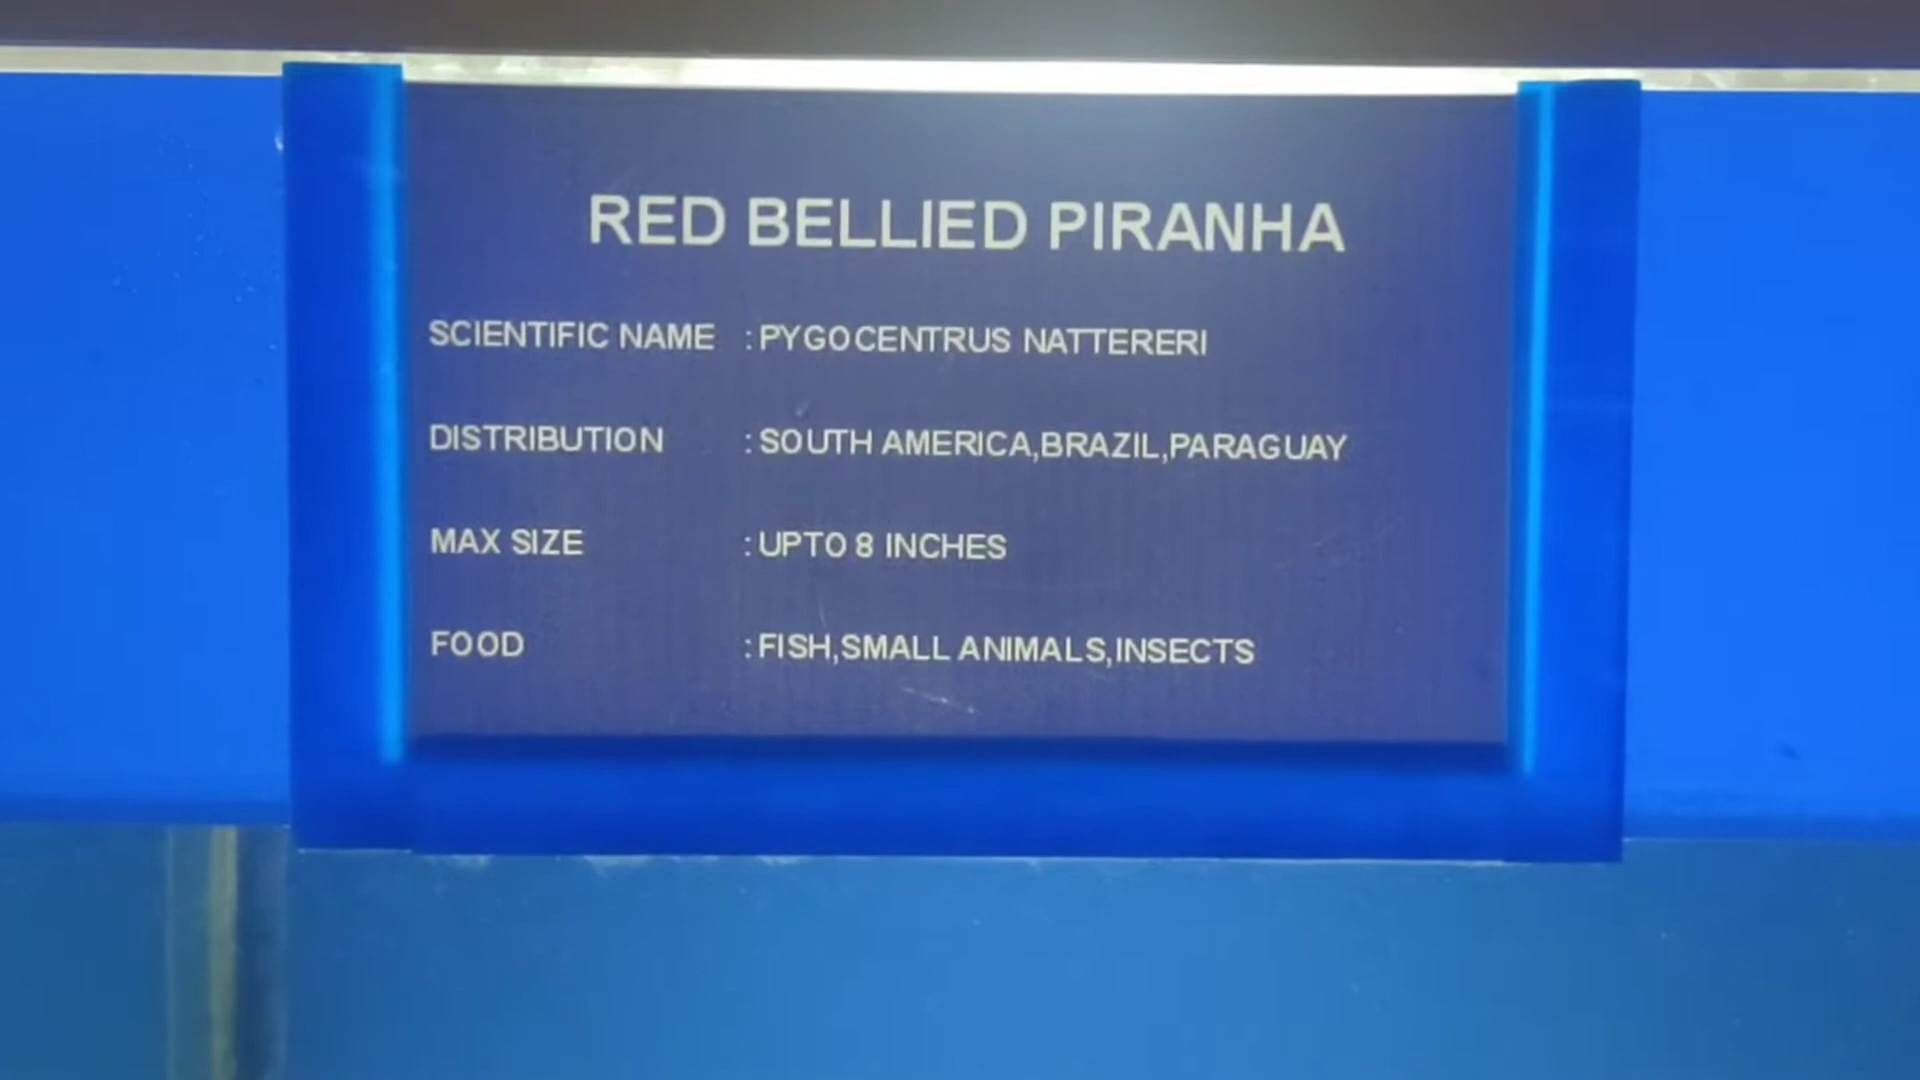 RED BELLIED PIRANHA
SCIENTIFIC NAME : PYGOCENTRUS NATTERERI
DISTRIBUTION : SOUTH AMERICA,BRAZIL,PARAGUAY
MAX SIZE : UPTO 8 INCHES
FOOD : FISH,SMALL ANIMALS,INSECTS